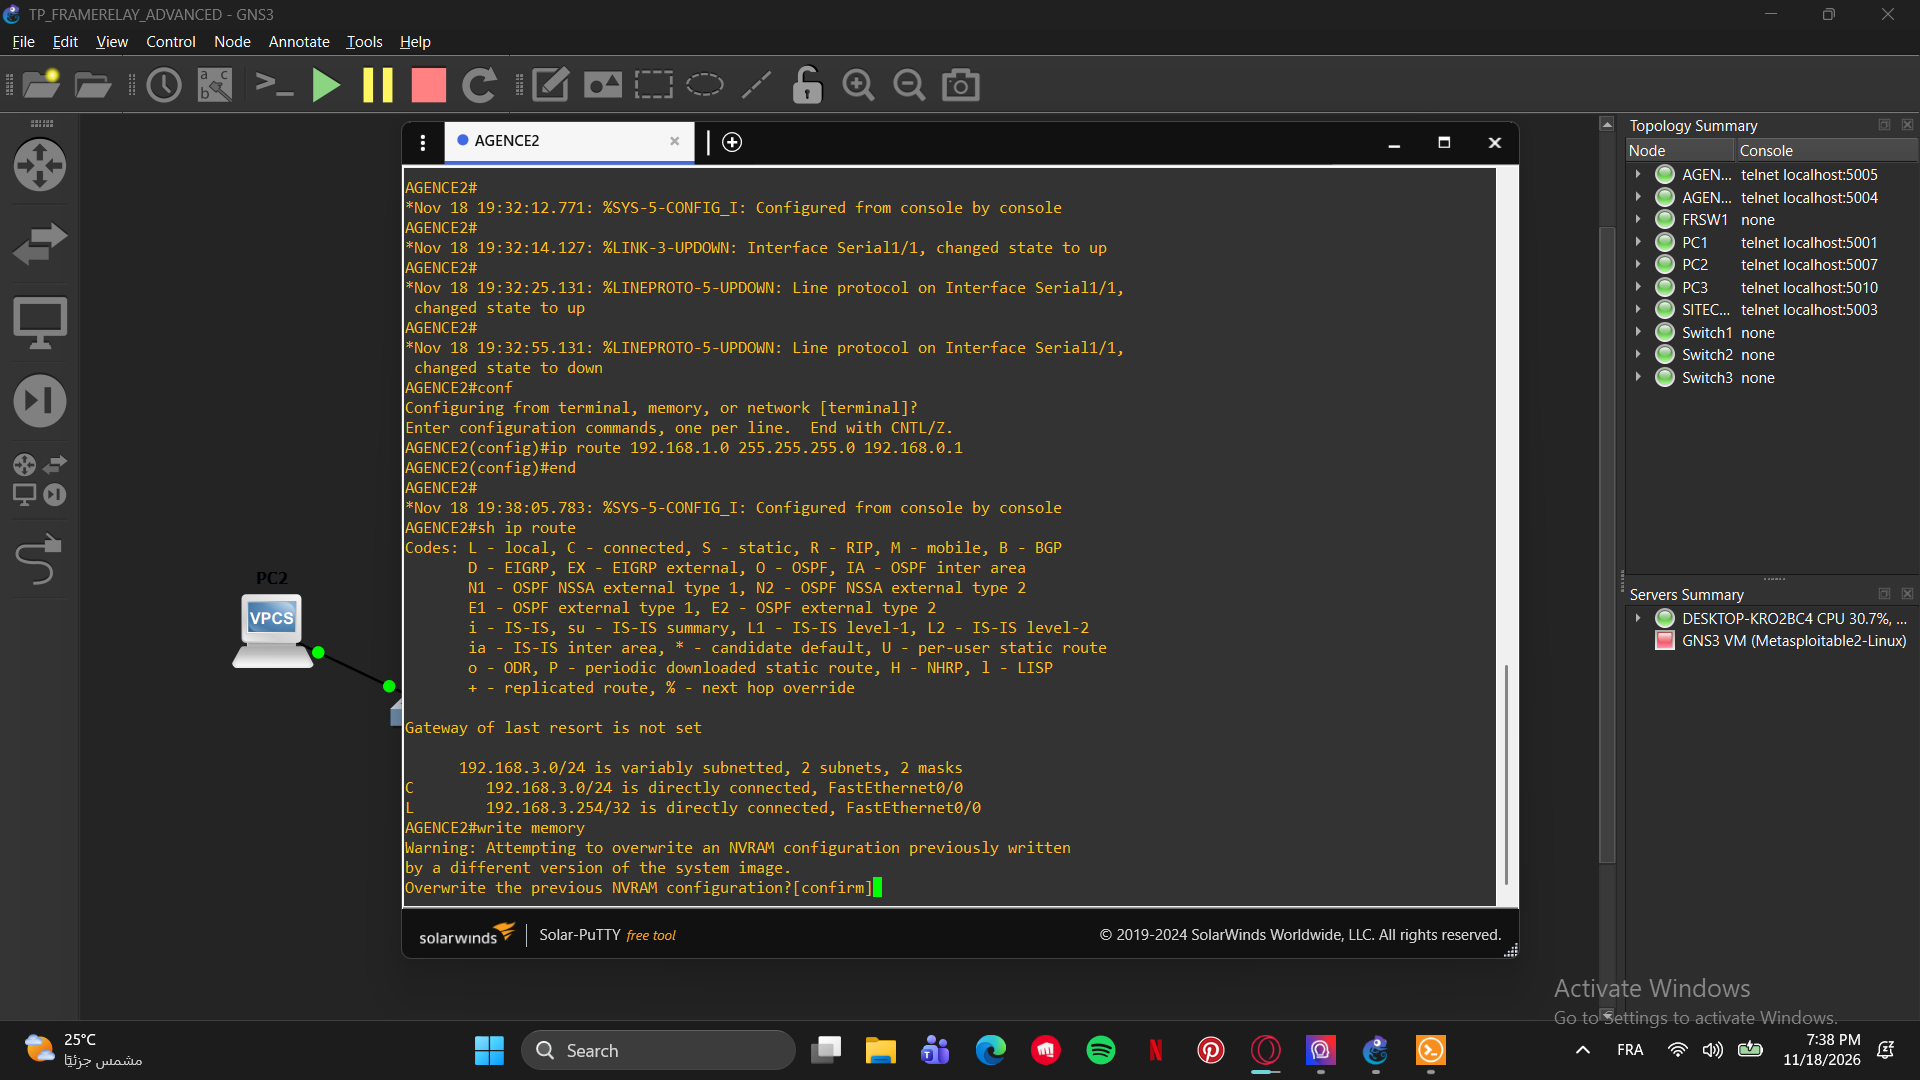 TP_FRAMERELAY_ADVANCED - GNS3
File Edit View Control Node Annotate Tools Help
AGENCE2
AGENCE2#
*Nov 18 19:32:12.771: %SYS-5-CONFIG_I: Configured from console by console
AGENCE2#
*Nov 18 19:32:14.127: %LINK-3-UPDOWN: Interface Serial1/1, changed state to up
AGENCE2#
*Nov 18 19:32:25.131: %LINEPROTO-5-UPDOWN: Line protocol on Interface Serial1/1,
changed state to up
AGENCE2#
*Nov 18 19:32:55.131: %LINEPROTO-5-UPDOWN: Line protocol on Interface Serial1/1,
changed state to down
AGENCE2#conf
Configuring from terminal, memory, or network [terminal]?
Enter configuration commands, one per line.  End with CNTL/Z.
AGENCE2(config)#ip route 192.168.1.0 255.255.255.0 192.168.0.1
AGENCE2(config)#end
AGENCE2#
*Nov 18 19:38:05.783: %SYS-5-CONFIG_I: Configured from console by console
AGENCE2#sh ip route
Codes: L - local, C - connected, S - static, R - RIP, M - mobile, B - BGP
D - EIGRP, EX - EIGRP external, O - OSPF, IA - OSPF inter area
N1 - OSPF NSSA external type 1, N2 - OSPF NSSA external type 2
E1 - OSPF external type 1, E2 - OSPF external type 2
i - IS-IS, su - IS-IS summary, L1 - IS-IS level-1, L2 - IS-IS level-2
ia - IS-IS inter area, * - candidate default, U - per-user static route
o - ODR, P - periodic downloaded static route, H - NHRP, l - LISP
+ - replicated route, % - next hop override
Gateway of last resort is not set
192.168.3.0/24 is variably subnetted, 2 subnets, 2 masks
C        192.168.3.0/24 is directly connected, FastEthernet0/0
L        192.168.3.254/32 is directly connected, FastEthernet0/0
AGENCE2#write memory
Warning: Attempting to overwrite an NVRAM configuration previously written
by a different version of the system image.
Overwrite the previous NVRAM configuration?[confirm]
solarwinds Solar-PuTTY free tool © 2019-2024 SolarWinds Worldwide, LLC. All rights reserved.
PC2
VPCS
Topology Summary
Node Console
AGEN... telnet localhost:5005
AGEN... telnet localhost:5004
FRSW1 none
PC1 telnet localhost:5001
PC2 telnet localhost:5007
PC3 telnet localhost:5010
SITEC... telnet localhost:5003
Switch1 none
Switch2 none
Switch3 none
Servers Summary
DESKTOP-KRO2BC4 CPU 30.7%, ...
GNS3 VM (Metasploitable2-Linux)
Activate Windows
Go to Settings to activate Windows.
25°C
مشمس جزئيًا
Search
FRA
7:38 PM
11/18/2026